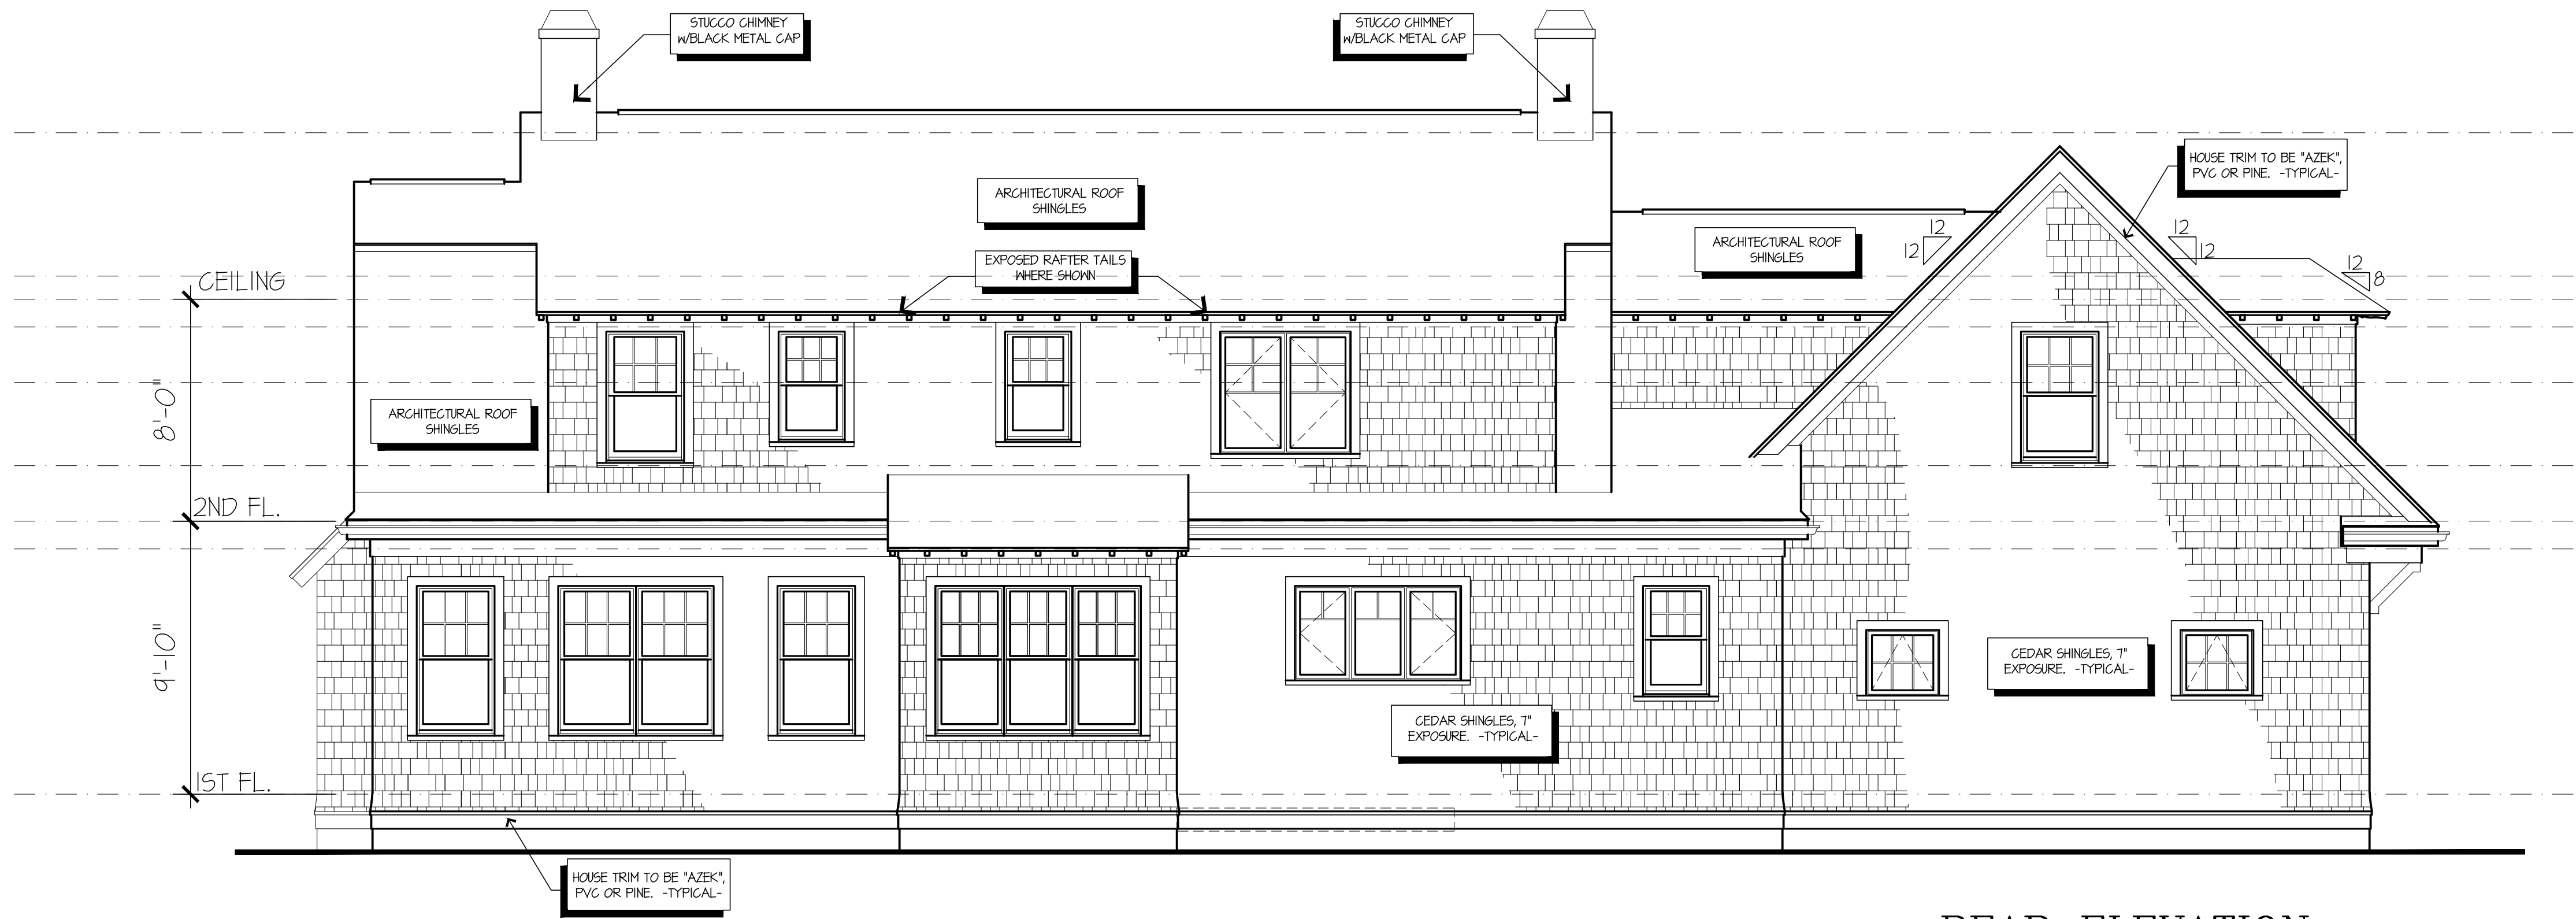 STUCCO CHIMNEY
W/BLACK METAL CAP
STUCCO CHIMNEY
W/BLACK METAL CAP
HOUSE TRIM TO BE "AZEK",
PVC OR PINE. -TYPICAL-
ARCHITECTURAL ROOF
SHINGLES
12
12
12
12
ARCHITECTURAL ROOF
SHINGLES
EXPOSED RAFTER TAILS
WHERE SHOWN
12
8
CEILING
8'-0"
ARCHITECTURAL ROOF
SHINGLES
2ND FL.
9'-10"
CEDAR SHINGLES, 7"
EXPOSURE. -TYPICAL-
CEDAR SHINGLES, 7"
EXPOSURE. -TYPICAL-
1ST FL.
HOUSE TRIM TO BE "AZEK",
PVC OR PINE. -TYPICAL-
REAR ELEVATION